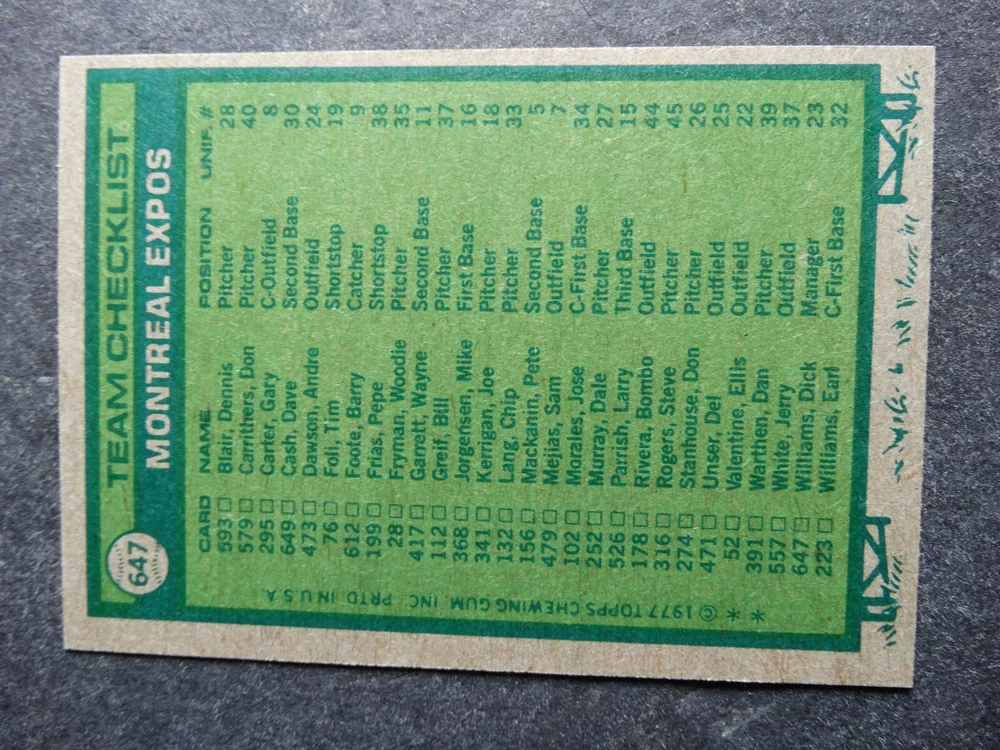 647
TEAM CHECKLIST
MONTREAL EXPOS
CARD NAME POSITION UNIF. #
593 Blair, Dennis Pitcher 28
579 Carrithers, Don Pitcher 40
295 Carter, Gary C-Outfield 8
649 Cash, Dave Second Base 30
473 Dawson, Andre Outfield 24
76 Foli, Tim Shortstop 19
612 Foote, Barry Catcher 9
199 Frias, Pepe Shortstop 38
28 Fryman, Woodie Pitcher 35
417 Garrett, Wayne Second Base 11
112 Greif, Bill Pitcher 37
368 Jorgensen, Mike First Base 16
341 Kerrigan, Joe Pitcher 18
132 Lang, Chip Pitcher 33
156 Mackanin, Pete Second Base 5
479 Mejias, Sam Outfield 7
102 Morales, Jose C-First Base 34
252 Murray, Dale Pitcher 27
526 Parrish, Larry Third Base 15
178 Rivera, Bombo Outfield 44
316 Rogers, Steve Pitcher 45
274 Stanhouse, Don Pitcher 26
471 Unser, Del Outfield 25
52 Valentine, Ellis Outfield 22
391 Warthen, Dan Pitcher 39
557 White, Jerry Outfield 37
647 Williams, Dick Manager 23
223 Williams, Earl C-First Base 32
* * © 1977 TOPPS CHEWING GUM, INC. PRTD. IN U.S.A.